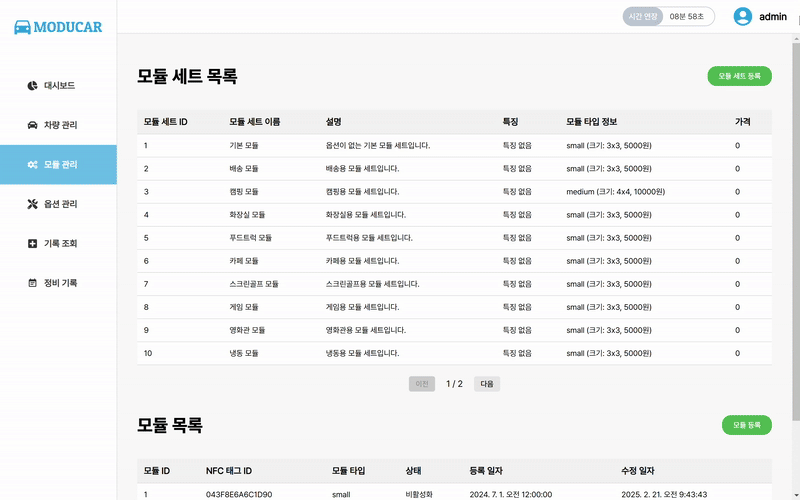 MODUCAR
시간 연장 08분 58초 admin
대시보드
차량 관리
모듈 관리
옵션 관리
기록 조회
정비 기록
모듈 세트 목록
모듈 세트 등록
모듈 세트 ID 모듈 세트 이름 설명 특징 모듈 타입 정보 가격
1 기본 모듈 옵션이 없는 기본 모듈 세트입니다. 특징 없음 small (크기: 3x3, 5000원) 0
2 배송 모듈 배송용 모듈 세트입니다. 특징 없음 small (크기: 3x3, 5000원) 0
3 캠핑 모듈 캠핑용 모듈 세트입니다. 특징 없음 medium (크기: 4x4, 10000원) 0
4 화장실 모듈 화장실용 모듈 세트입니다. 특징 없음 small (크기: 3x3, 5000원) 0
5 푸드트럭 모듈 푸드트럭용 모듈 세트입니다. 특징 없음 small (크기: 3x3, 5000원) 0
6 카페 모듈 카페용 모듈 세트입니다. 특징 없음 small (크기: 3x3, 5000원) 0
7 스크린골프 모듈 스크린골프용 모듈 세트입니다. 특징 없음 small (크기: 3x3, 5000원) 0
8 게임 모듈 게임용 모듈 세트입니다. 특징 없음 small (크기: 3x3, 5000원) 0
9 영화관 모듈 영화관용 모듈 세트입니다. 특징 없음 small (크기: 3x3, 5000원) 0
10 냉동 모듈 냉동용 모듈 세트입니다. 특징 없음 small (크기: 3x3, 5000원) 0
이전 1 / 2 다음
모듈 목록
모듈 등록
모듈 ID NFC 태그 ID 모듈 타입 상태 등록 일자 수정 일자
1 043F8E6A6C1D90 small 비활성화 2024. 7. 1. 오전 12:00:00 2025. 2. 21. 오전 9:43:43